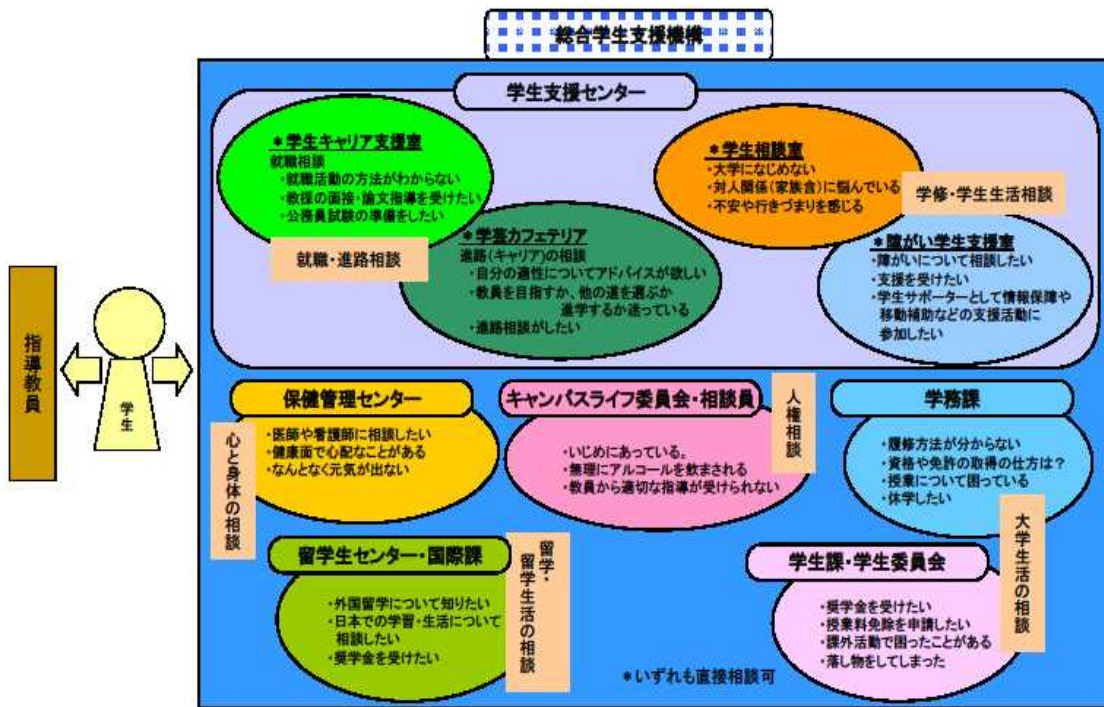 総合学生支援機構
学生支援センター
＊学生キャリア支援室
就職相談
・就職活動の方法がわからない
・教採の面接・論文指導を受けたい
・公務員試験の準備をしたい
就職・進路相談
＊学芸カフェテリア
進路(キャリア)の相談
・自分の適性についてアドバイスが欲しい
・教員を目指すか、他の道を選ぶか
進学するか迷っている
・進路相談がしたい
＊学生相談室
・大学になじめない
・対人関係(家族含)に悩んでいる
・不安や行きづまりを感じる
学修・学生生活相談
＊障がい学生支援室
・障がいについて相談したい
・支援を受けたい
・学生サポーターとして情報保障や
移動補助などの支援活動に
参加したい
指導教員
学生
保健管理センター
・医師や看護師に相談したい
・健康面で心配なことがある
・なんとなく元気が出ない
心と身体の相談
キャンパスライフ委員会・相談員
・いじめにあっている。
・無理にアルコールを飲まされる
・教員から適切な指導が受けられない
人権相談
学務課
・履修方法が分からない
・資格や免許の取得の仕方は？
・授業について困っている
・休学したい
大学生活の相談
留学生センター・国際課
・外国留学について知りたい
・日本での学習・生活について
相談したい
・奨学金を受けたい
留学・
留学生活の相談
学生課・学生委員会
・奨学金を受けたい
・授業料免除を申請したい
・課外活動で困ったことがある
・落し物をしてしまった
＊いずれも直接相談可